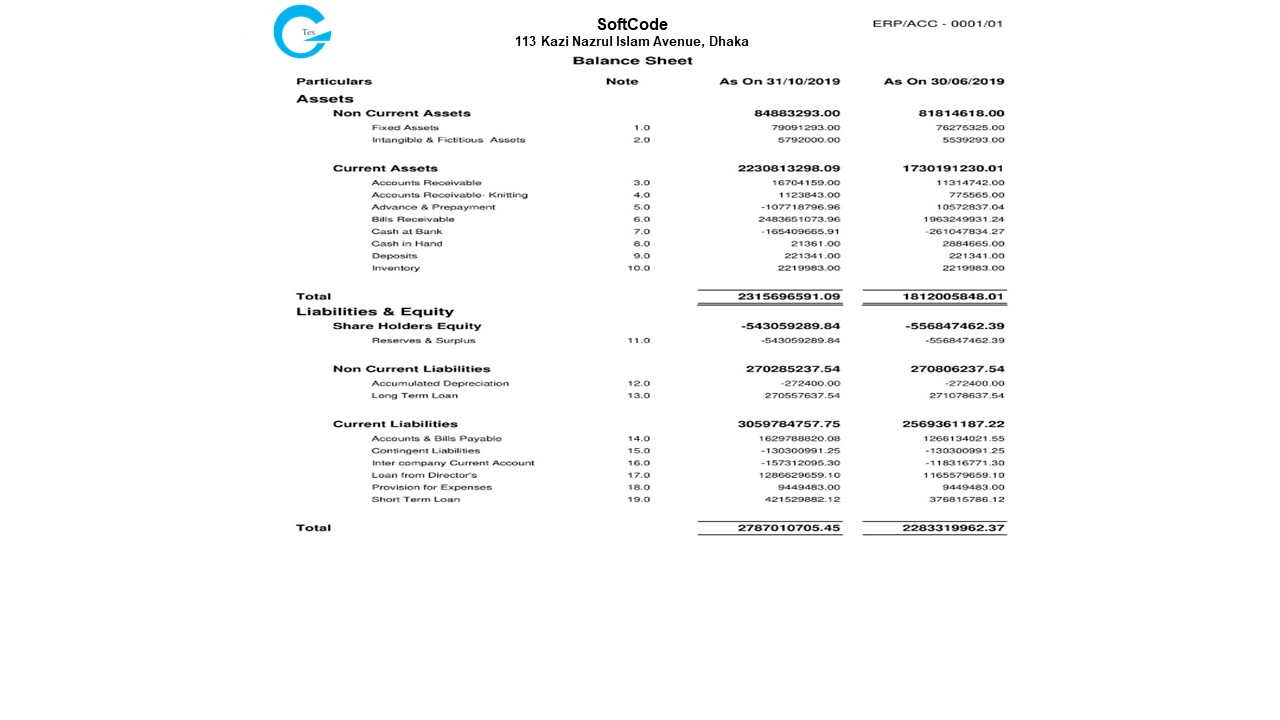 Tex
SoftCode
ERP/ACC - 0001/01
113 Kazi Nazrul Islam Avenue, Dhaka
Balance Sheet
Particulars Note As On 31/10/2019 As On 30/06/2019
Assets
Non Current Assets 84883293.00 81814618.00
Fixed Assets 1.0 79091293.00 76275325.00
Intangible & Fictitious Assets 2.0 5792000.00 5539293.00
Current Assets 2230813298.09 1730191230.01
Accounts Receivable 3.0 16704159.00 11314742.00
Accounts Receivable- Knitting 4.0 1123843.00 775565.00
Advance & Prepayment 5.0 -107718796.96 10572837.04
Bills Receivable 6.0 2483651073.96 1963249931.24
Cash at Bank 7.0 -165409665.91 -261047834.27
Cash in Hand 8.0 21361.00 2884665.00
Deposits 9.0 221341.00 221341.00
Inventory 10.0 2219983.00 2219983.00
Total 2315696591.09 1812005848.01
Liabilities & Equity
Share Holders Equity -543059289.84 -556847462.39
Reserves & Surplus 11.0 -543059289.84 -556847462.39
Non Current Liabilities 270285237.54 270806237.54
Accumulated Depreciation 12.0 -272400.00 -272400.00
Long Term Loan 13.0 270557637.54 271078637.54
Current Liabilities 3059784757.75 2569361187.22
Accounts & Bills Payable 14.0 1629788820.08 1266134021.55
Contingent Liabilities 15.0 -130300991.25 -130300991.25
Inter company Current Account 16.0 -157312095.30 -118316771.30
Loan from Director's 17.0 1286629659.10 1165579659.10
Provision for Expenses 18.0 9449483.00 9449483.00
Short Term Loan 19.0 421529882.12 376815786.12
Total 2787010705.45 2283319962.37